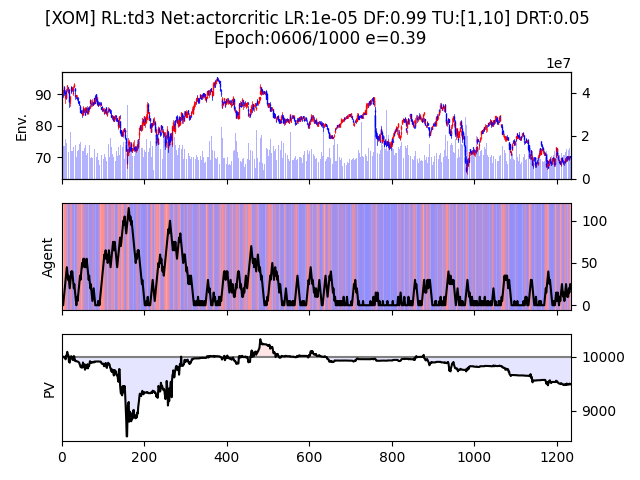 [XOM] RL:td3 Net:actorcritic LR:1e-05 DF:0.99 TU:[1,10] DRT:0.05
Epoch:0606/1000 e=0.39
1e7
Env.
90
80
70
4
2
0
Agent
100
50
0
PV
10000
9000
0 200 400 600 800 1000 1200